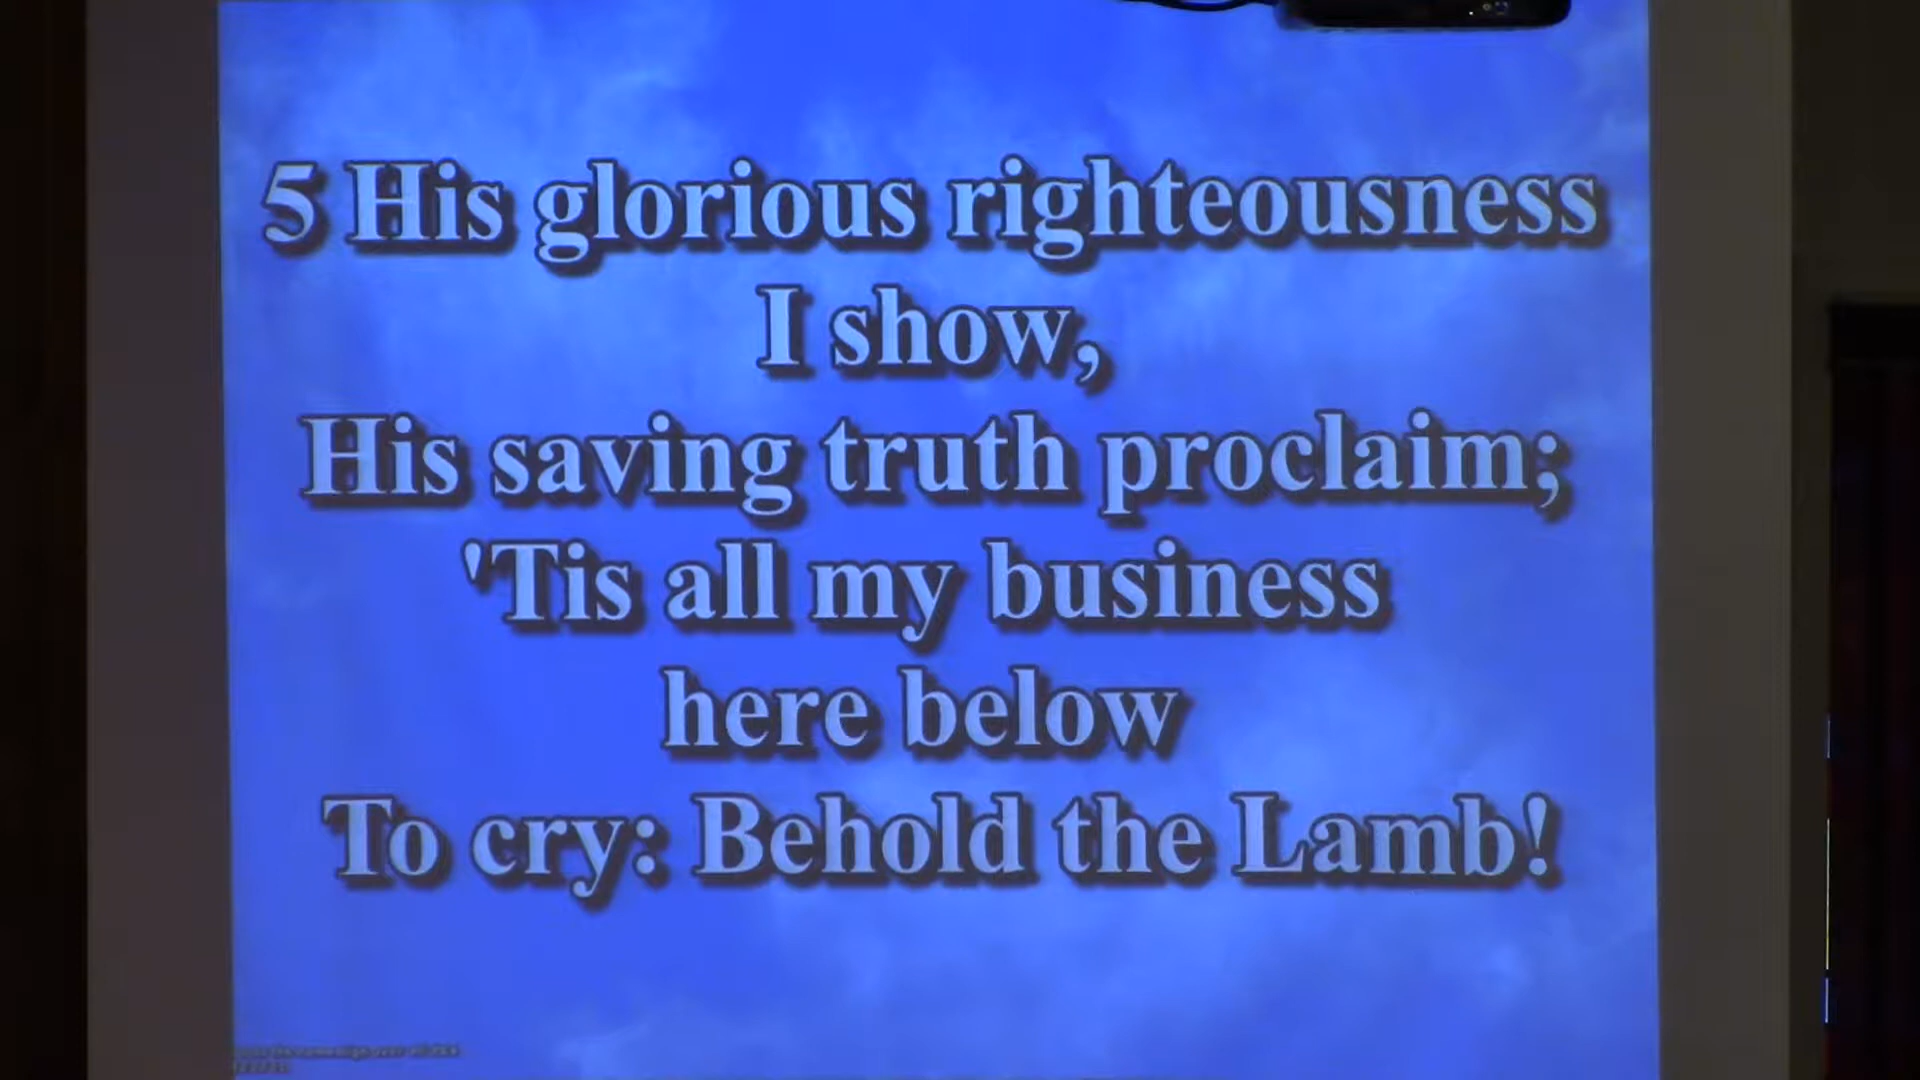 5 His glorious righteousness
I show,
His saving truth proclaim;
'Tis all my business
here below
To cry: Behold the Lamb!